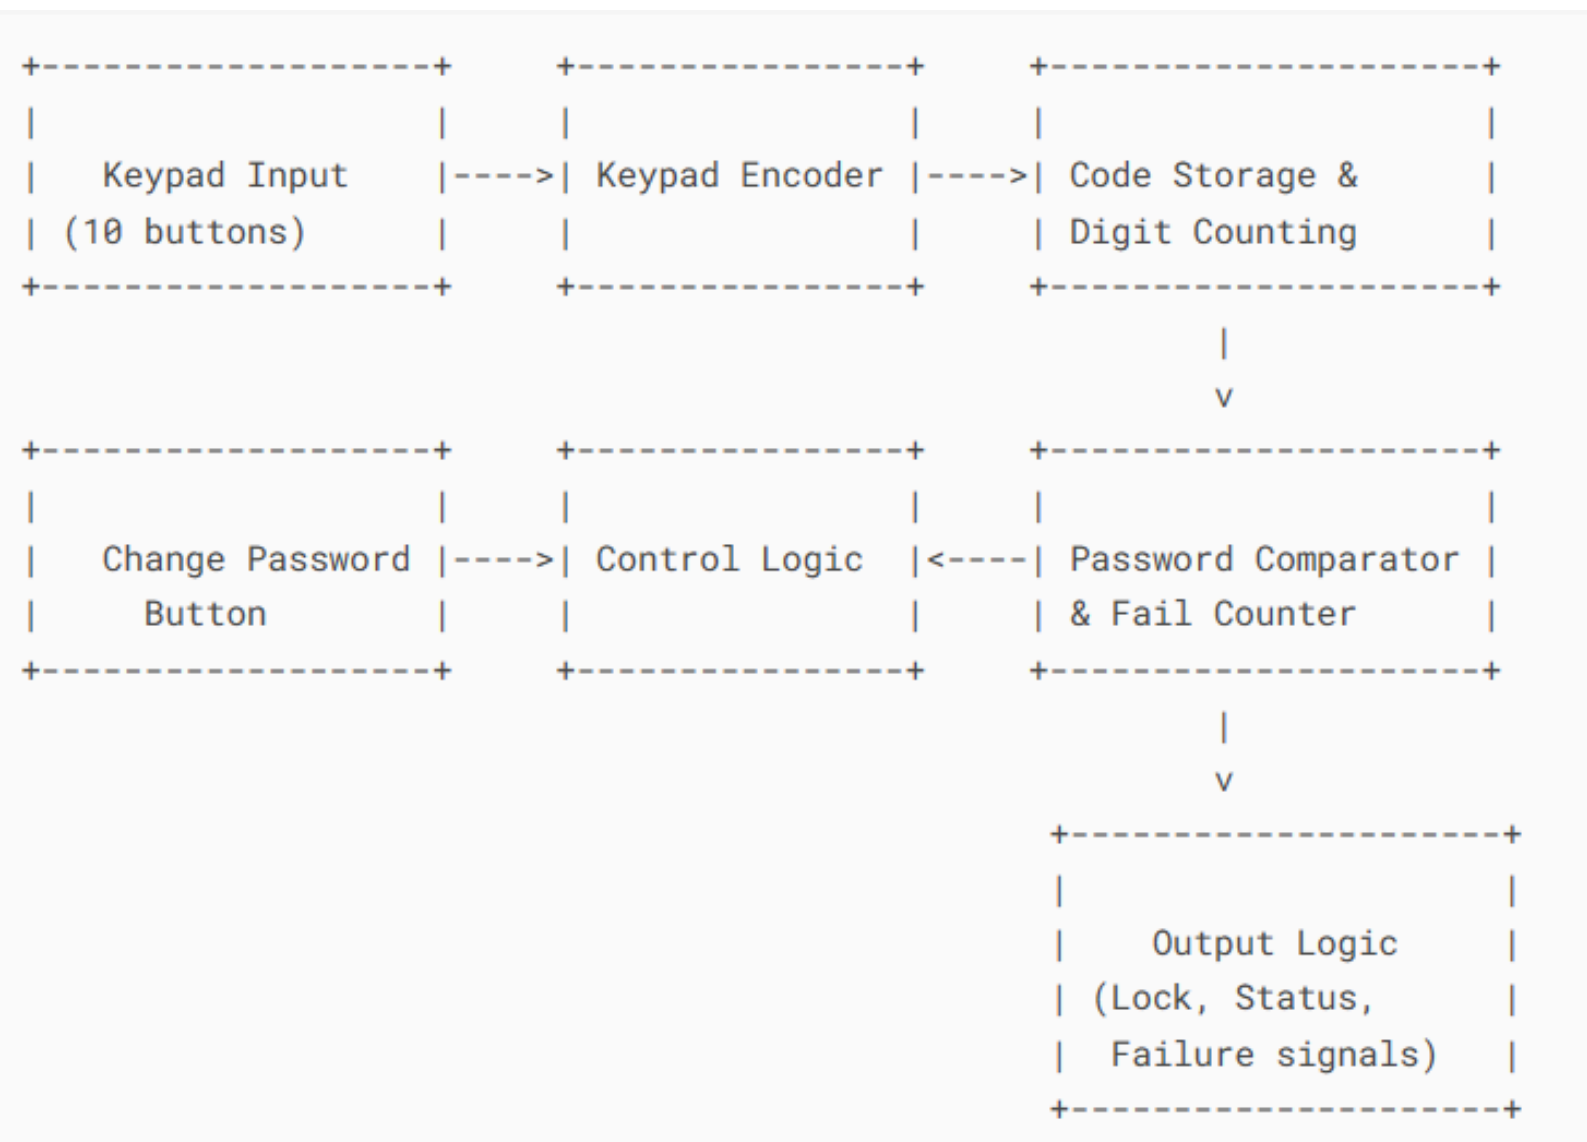 +-------------------+     +----------------+     +---------------------+
|                   |     |                |     |                     |
|   Keypad Input    |---->| Keypad Encoder |---->| Code Storage &      |
| (10 buttons)      |     |                |     | Digit Counting      |
+-------------------+     +----------------+     +---------------------+
                                                          |
                                                          v
+-------------------+     +----------------+     +---------------------+
|                   |     |                |     |                     |
|   Change Password |---->| Control Logic  |<----| Password Comparator |
|     Button        |     |                |     | & Fail Counter      |
+-------------------+     +----------------+     +---------------------+
                                                          |
                                                          v
                                                  +---------------------+
                                                  |                     |
                                                  |    Output Logic     |
                                                  | (Lock, Status,      |
                                                  |  Failure signals)   |
                                                  +---------------------+